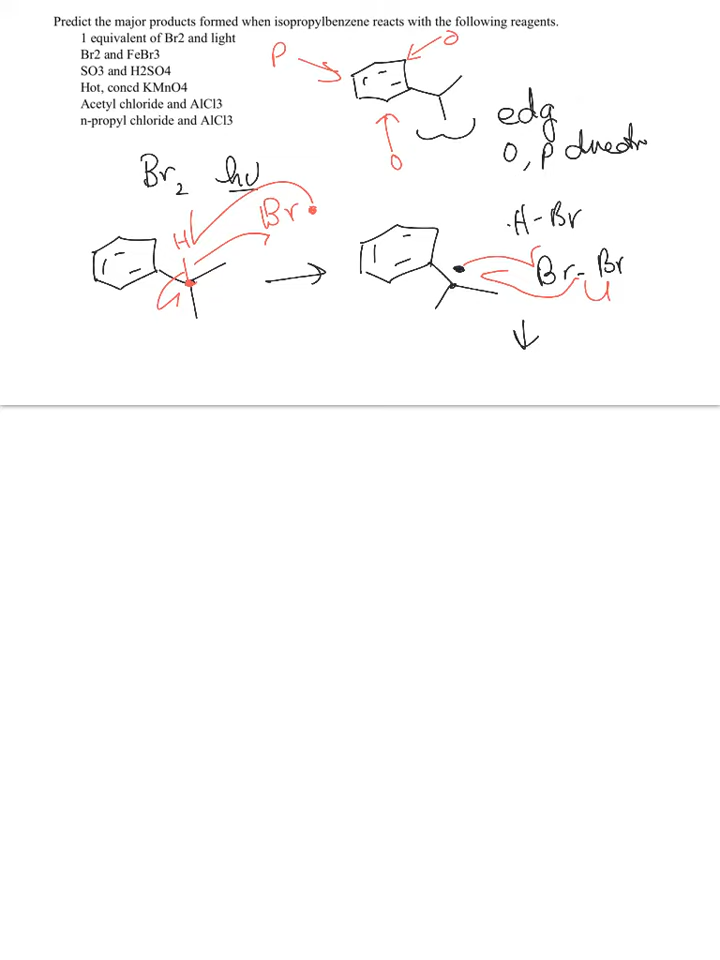 Predict the major products formed when isopropylbenzene reacts with the following reagents.
1 equivalent of Br2 and light
Br2 and FeBr3
SO3 and H2SO4
Hot, concd KMnO4
Acetyl chloride and AlCl3
n-propyl chloride and AlCl3
P
O
O
edg
O, P directr
Br2 hν
H
Br •
H-Br
Br-Br